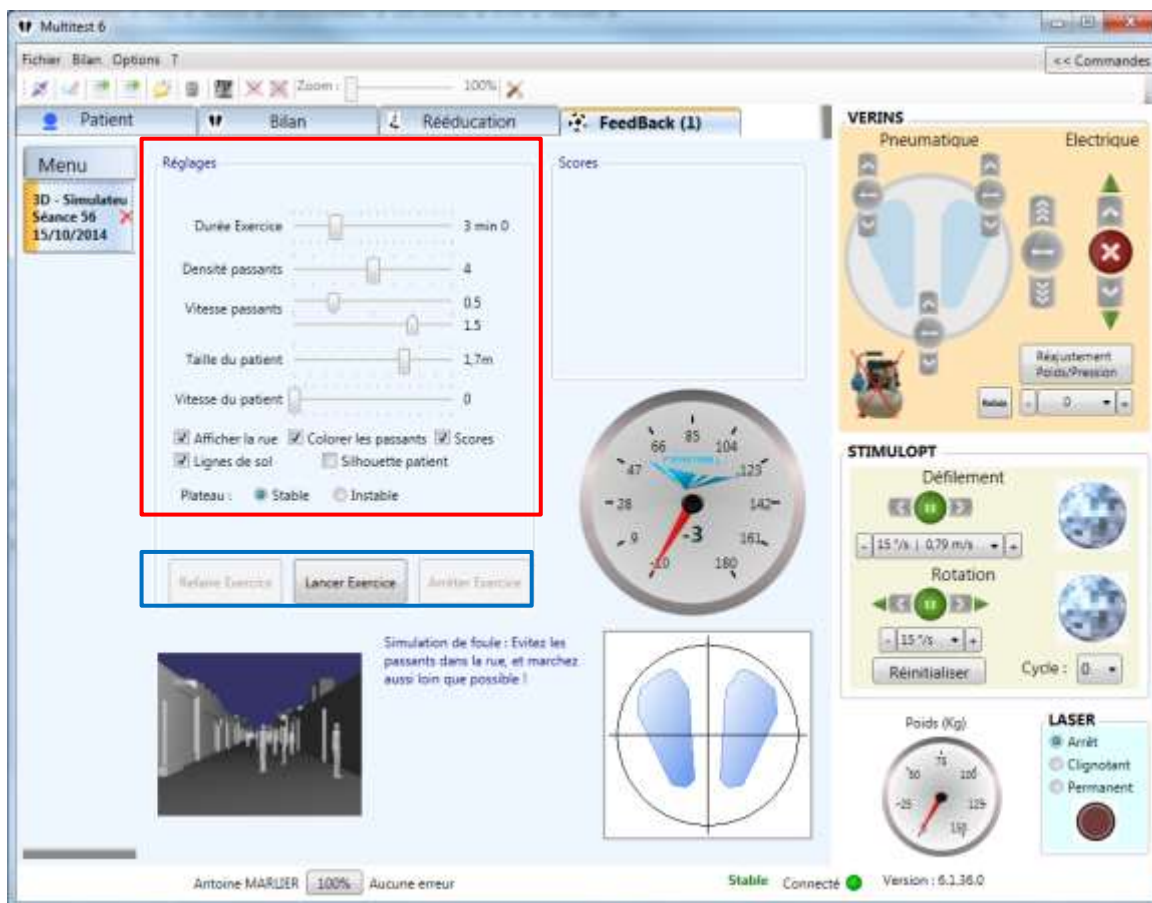 Multitest 6
Fichier Bilan Options ?
<< Commandes
Zoom : 100%
Patient
Bilan
Rééducation
FeedBack (1)
Menu
3D - Simulateu
Séance 56
15/10/2014
Réglages
Durée Exercice 3 min 0
Densité passants 4
Vitesse passants 0.5
1.5
Taille du patient 1,7m
Vitesse du patient 0
Afficher la rue Colorer les passants Scores
Lignes de sol Silhouette patient
Plateau : Stable Instable
Refaire Exercice Lancer Exercice Arrêter Exercice
Scores
-10 9 28 47 66 85 104 123 142 161 180
-3
Simulation de foule : Evitez les
passants dans la rue, et marchez
aussi loin que possible !
VERINS
Pneumatique Electrique
Réajustement
Poids/Pression
- 0 +
STIMULOPT
Défilement
- 15 °/s | 0,79 m/s +
Rotation
- 15 °/s +
Réinitialiser
Cycle : 0
Poids (Kg)
25 50 75 100 125 150
LASER
Arrêt
Clignotant
Permanent
Antoine MARLIER 100% Aucune erreur
Stable Connecté Version : 6.1.36.0